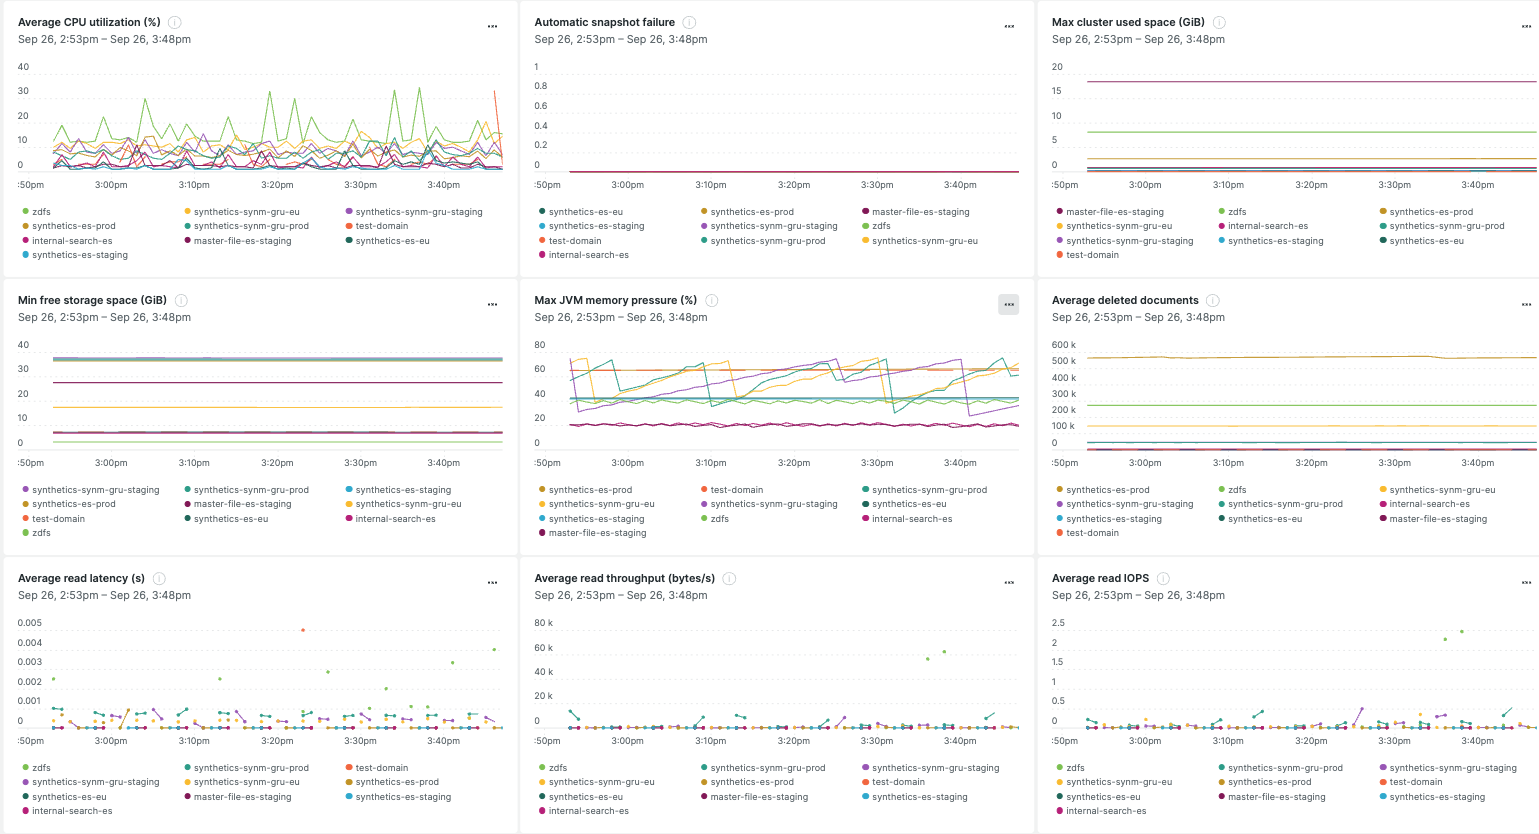 Average CPU utilization (%)
Sep 26, 2:53pm – Sep 26, 3:48pm
40
30
20
10
0
:50pm 3:00pm 3:10pm 3:20pm 3:30pm 3:40pm
zdfs synthetics-synm-gru-eu synthetics-synm-gru-staging
synthetics-es-prod synthetics-synm-gru-prod test-domain
internal-search-es master-file-es-staging synthetics-es-eu
synthetics-es-staging
Automatic snapshot failure
Sep 26, 2:53pm – Sep 26, 3:48pm
1
0.8
0.6
0.4
0.2
0
:50pm 3:00pm 3:10pm 3:20pm 3:30pm 3:40pm
synthetics-es-eu synthetics-es-prod master-file-es-staging
synthetics-es-staging synthetics-synm-gru-staging zdfs
test-domain synthetics-synm-gru-prod synthetics-synm-gru-eu
internal-search-es
Max cluster used space (GiB)
Sep 26, 2:53pm – Sep 26, 3:48pm
20
15
10
5
0
:50pm 3:00pm 3:10pm 3:20pm 3:30pm 3:40pm
master-file-es-staging zdfs synthetics-es-prod
synthetics-synm-gru-eu internal-search-es synthetics-synm-gru-prod
synthetics-synm-gru-staging synthetics-es-staging synthetics-es-eu
test-domain
Min free storage space (GiB)
Sep 26, 2:53pm – Sep 26, 3:48pm
40
30
20
10
0
:50pm 3:00pm 3:10pm 3:20pm 3:30pm 3:40pm
synthetics-synm-gru-staging synthetics-synm-gru-prod synthetics-es-staging
synthetics-es-prod master-file-es-staging synthetics-synm-gru-eu
test-domain synthetics-es-eu internal-search-es
zdfs
Max JVM memory pressure (%)
Sep 26, 2:53pm – Sep 26, 3:48pm
80
60
40
20
0
:50pm 3:00pm 3:10pm 3:20pm 3:30pm 3:40pm
synthetics-es-prod test-domain synthetics-synm-gru-prod
synthetics-synm-gru-eu synthetics-synm-gru-staging synthetics-es-eu
synthetics-es-staging zdfs internal-search-es
master-file-es-staging
Average deleted documents
Sep 26, 2:53pm – Sep 26, 3:48pm
600 k
500 k
400 k
300 k
200 k
100 k
0
:50pm 3:00pm 3:10pm 3:20pm 3:30pm 3:40pm
synthetics-es-prod zdfs synthetics-synm-gru-eu
synthetics-synm-gru-staging synthetics-synm-gru-prod internal-search-es
synthetics-es-staging synthetics-es-eu master-file-es-staging
test-domain
Average read latency (s)
Sep 26, 2:53pm – Sep 26, 3:48pm
0.005
0.004
0.003
0.002
0.001
0
:50pm 3:00pm 3:10pm 3:20pm 3:30pm 3:40pm
zdfs synthetics-synm-gru-prod test-domain
synthetics-synm-gru-staging synthetics-synm-gru-eu synthetics-es-prod
synthetics-es-eu master-file-es-staging synthetics-es-staging
internal-search-es
Average read throughput (bytes/s)
Sep 26, 2:53pm – Sep 26, 3:48pm
80 k
60 k
40 k
20 k
0
:50pm 3:00pm 3:10pm 3:20pm 3:30pm 3:40pm
zdfs synthetics-synm-gru-prod synthetics-synm-gru-staging
synthetics-synm-gru-eu synthetics-es-prod test-domain
synthetics-es-eu master-file-es-staging synthetics-es-staging
internal-search-es
Average read IOPS
Sep 26, 2:53pm – Sep 26, 3:48pm
2.5
2
1.5
1
0.5
0
:50pm 3:00pm 3:10pm 3:20pm 3:30pm 3:40pm
zdfs synthetics-synm-gru-prod synthetics-synm-gru-staging
synthetics-synm-gru-eu synthetics-es-prod test-domain
synthetics-es-eu master-file-es-staging synthetics-es-staging
internal-search-es